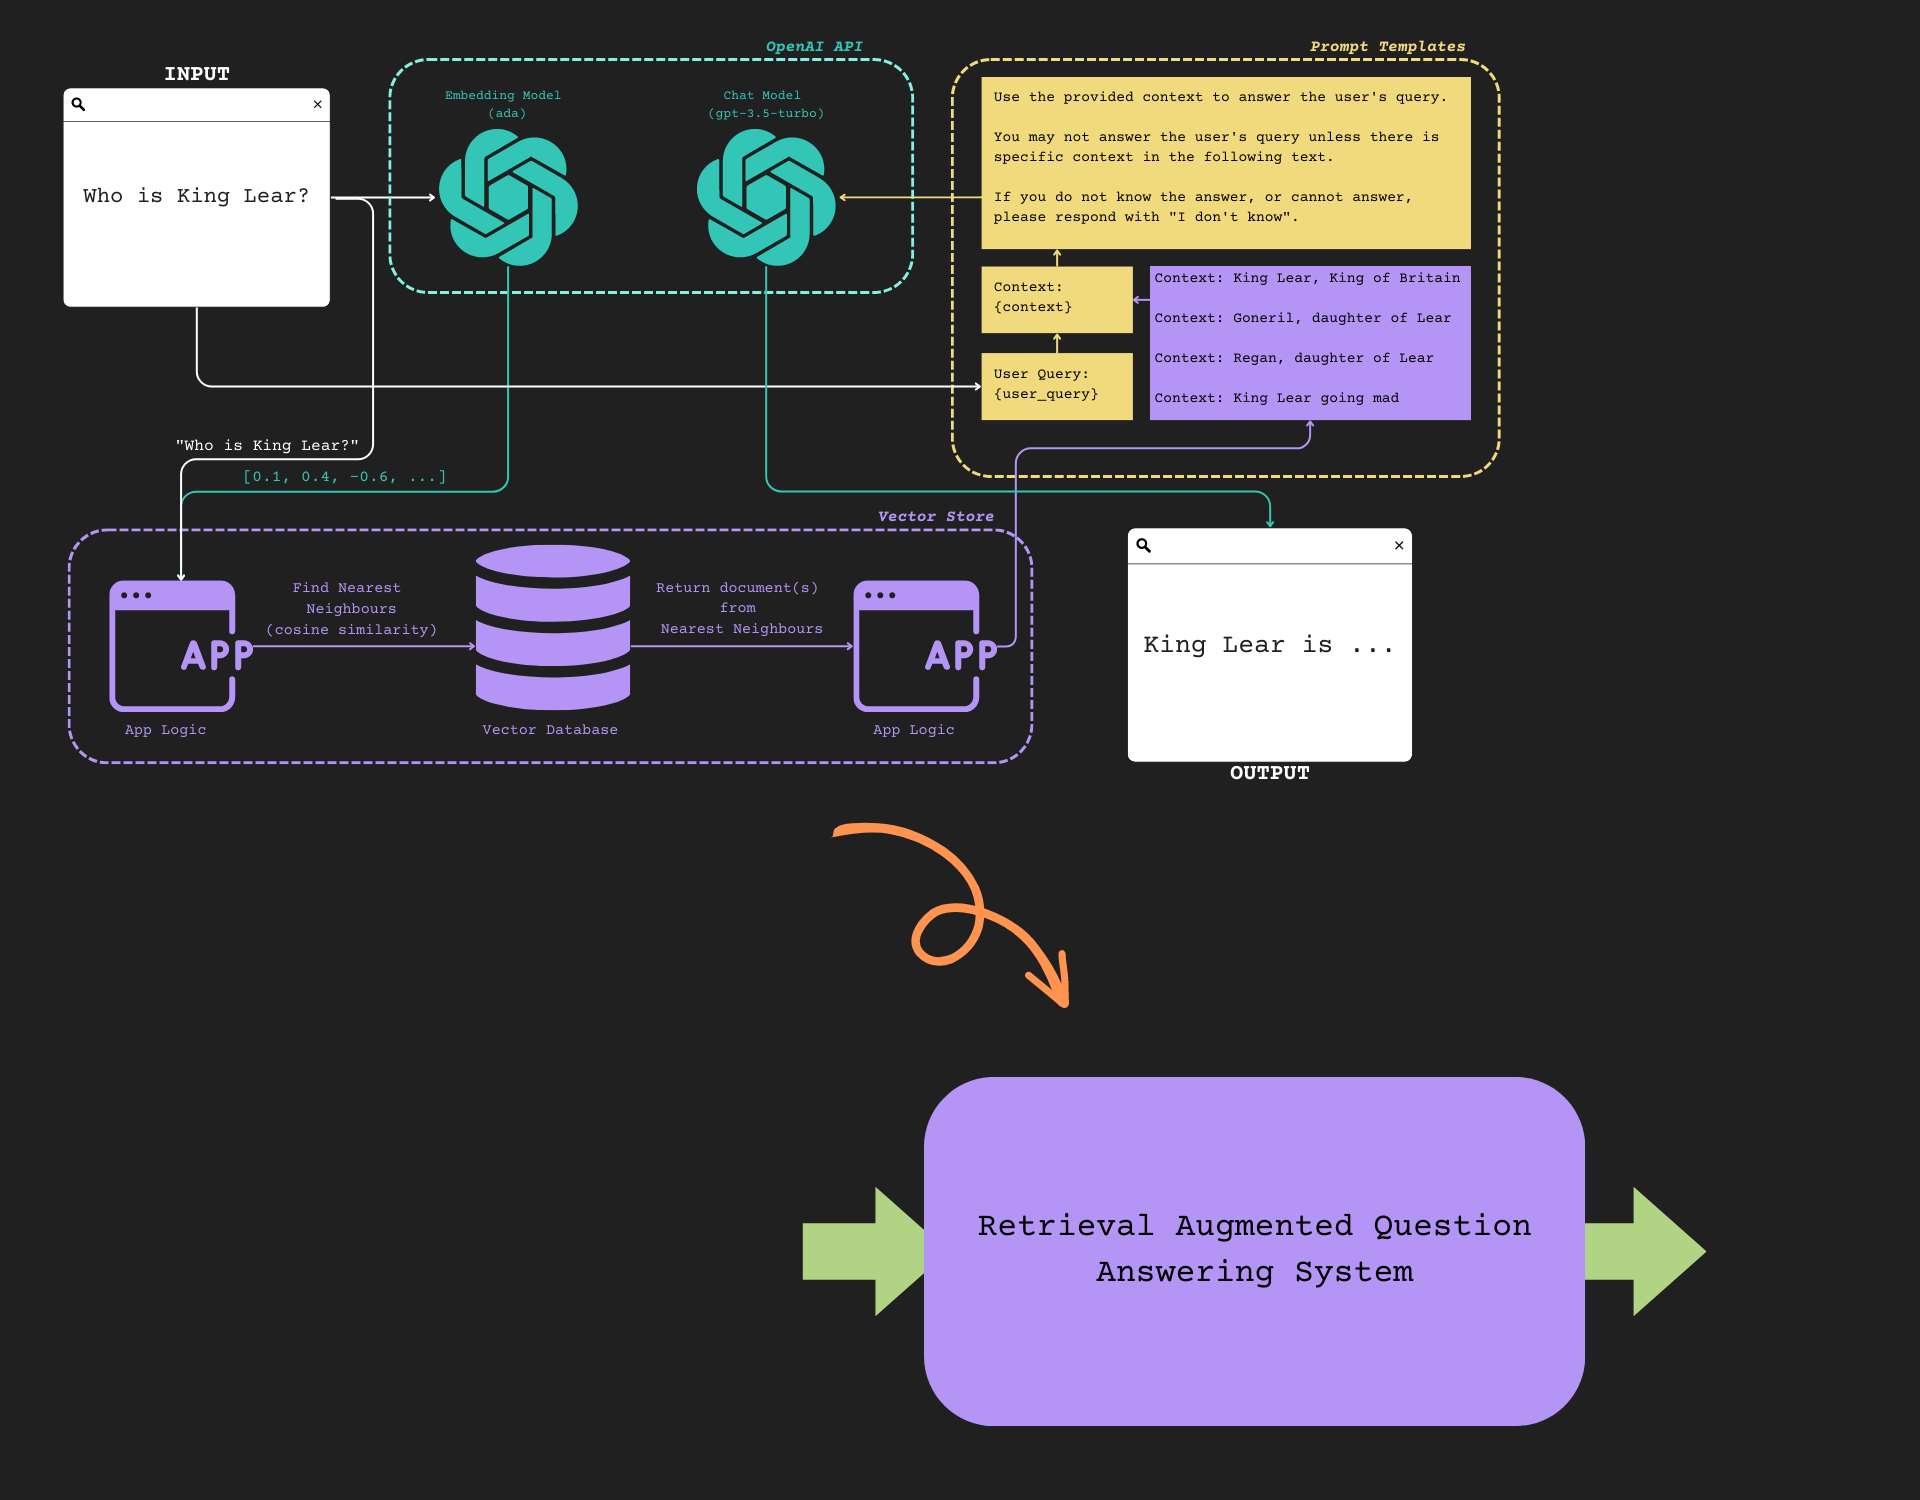 INPUT
Who is King Lear?
OpenAI API
Embedding Model
(ada)
Chat Model
(gpt-3.5-turbo)
Prompt Templates
Use the provided context to answer the user's query.
You may not answer the user's query unless there is
specific context in the following text.
If you do not know the answer, or cannot answer,
please respond with "I don't know".
Context:
{context}
User Query:
{user_query}
Context: King Lear, King of Britain
Context: Goneril, daughter of Lear
Context: Regan, daughter of Lear
Context: King Lear going mad
"Who is King Lear?"
[0.1, 0.4, -0.6, ...]
Vector Store
APP
App Logic
Find Nearest
Neighbours
(cosine similarity)
Vector Database
Return document(s)
from
Nearest Neighbours
APP
App Logic
King Lear is ...
OUTPUT
Retrieval Augmented Question
Answering System